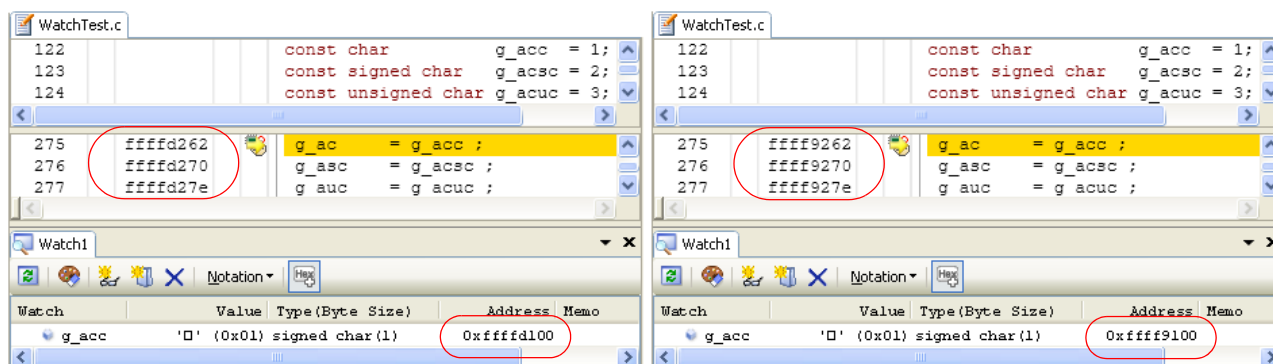 WatchTest.c
122 const char g_acc = 1;
123 const signed char g_acsc = 2;
124 const unsigned char g_acuc = 3;
275 ffffd262 g_ac = g_acc ;
276 ffffd270 g_asc = g_acsc ;
277 ffffd27e g_auc = g_acuc ;
Watch1
Notation Hex
Watch Value Type(Byte Size) Address Memo
g_acc '□' (0x01) signed char(1) 0xffffd100
WatchTest.c
122 const char g_acc = 1;
123 const signed char g_acsc = 2;
124 const unsigned char g_acuc = 3;
275 ffff9262 g_ac = g_acc ;
276 ffff9270 g_asc = g_acsc ;
277 ffff927e g_auc = g_acuc ;
Watch1
Notation Hex
Watch Value Type(Byte Size) Address Memo
g_acc '□' (0x01) signed char(1) 0xffff9100